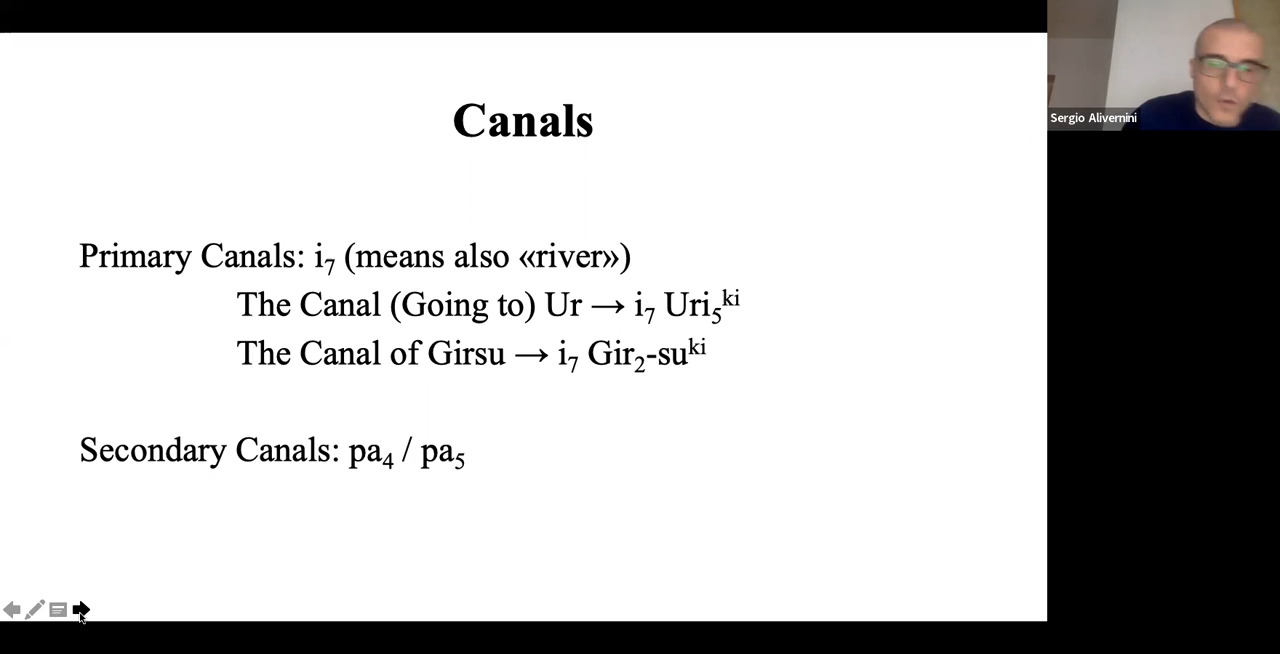 Canals
Primary Canals: i₇ (means also «river»)
The Canal (Going to) Ur → i₇ Uri₅ᵏⁱ
The Canal of Girsu → i₇ Gir₂-suᵏⁱ
Secondary Canals: pa₄ / pa₅
Sergio Alivernini